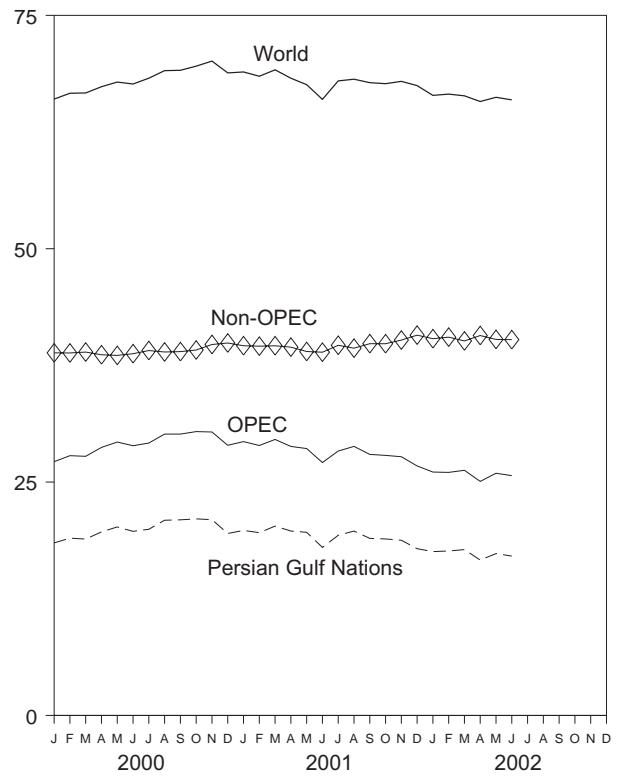 75
World
50
Non-OPEC
OPEC
25
Persian Gulf Nations
0
J F M A M J J A S O N D J F M A M J J A S O N D J F M A M J J A S O N D
2000 2001 2002